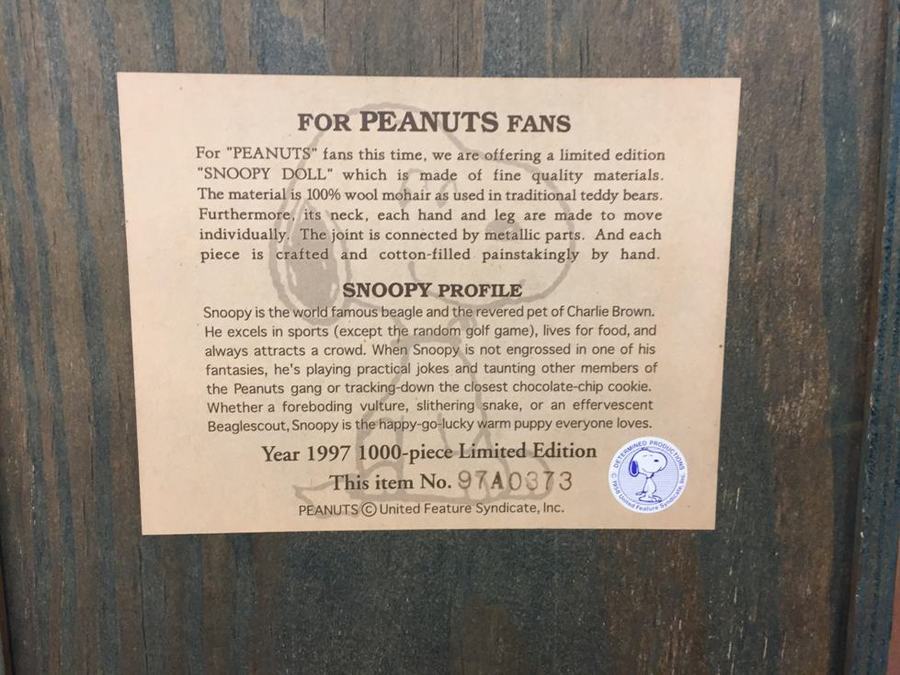 FOR PEANUTS FANS
For "PEANUTS" fans this time, we are offering a limited edition
"SNOOPY DOLL" which is made of fine quality materials.
The material is 100% wool mohair as used in traditional teddy bears.
Furthermore, its neck, each hand and leg are made to move
individually. The joint is connected by metallic parts. And each
piece is crafted and cotton-filled painstakingly by hand.
SNOOPY PROFILE
Snoopy is the world famous beagle and the revered pet of Charlie Brown.
He excels in sports (except the random golf game), lives for food, and
always attracts a crowd. When Snoopy is not engrossed in one of his
fantasies, he's playing practical jokes and taunting other members of
the Peanuts gang or tracking-down the closest chocolate-chip cookie.
Whether a foreboding vulture, slithering snake, or an effervescent
Beaglescout, Snoopy is the happy-go-lucky warm puppy everyone loves.
Year 1997 1000-piece Limited Edition
This item No. 97A0373
PEANUTS © United Feature Syndicate, Inc.
DETERMINED PRODUCTIONS
United Feature Syndicate, Inc.